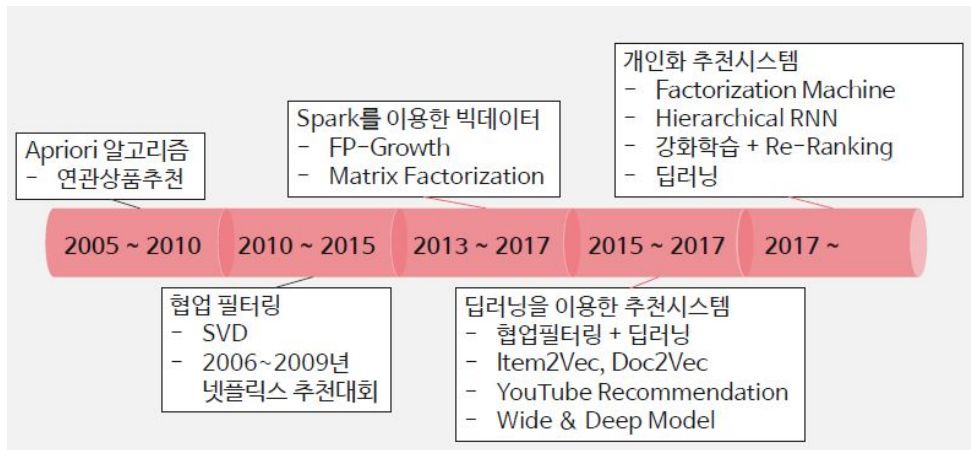 Apriori 알고리즘
- 연관상품추천
Spark를 이용한 빅데이터
- FP-Growth
- Matrix Factorization
개인화 추천시스템
- Factorization Machine
- Hierarchical RNN
- 강화학습 + Re-Ranking
- 딥러닝
2005 ~ 2010
2010 ~ 2015
2013 ~ 2017
2015 ~ 2017
2017 ~
협업 필터링
- SVD
- 2006~2009년
넷플릭스 추천대회
딥러닝을 이용한 추천시스템
- 협업필터링 + 딥러닝
- Item2Vec, Doc2Vec
- YouTube Recommendation
- Wide & Deep Model